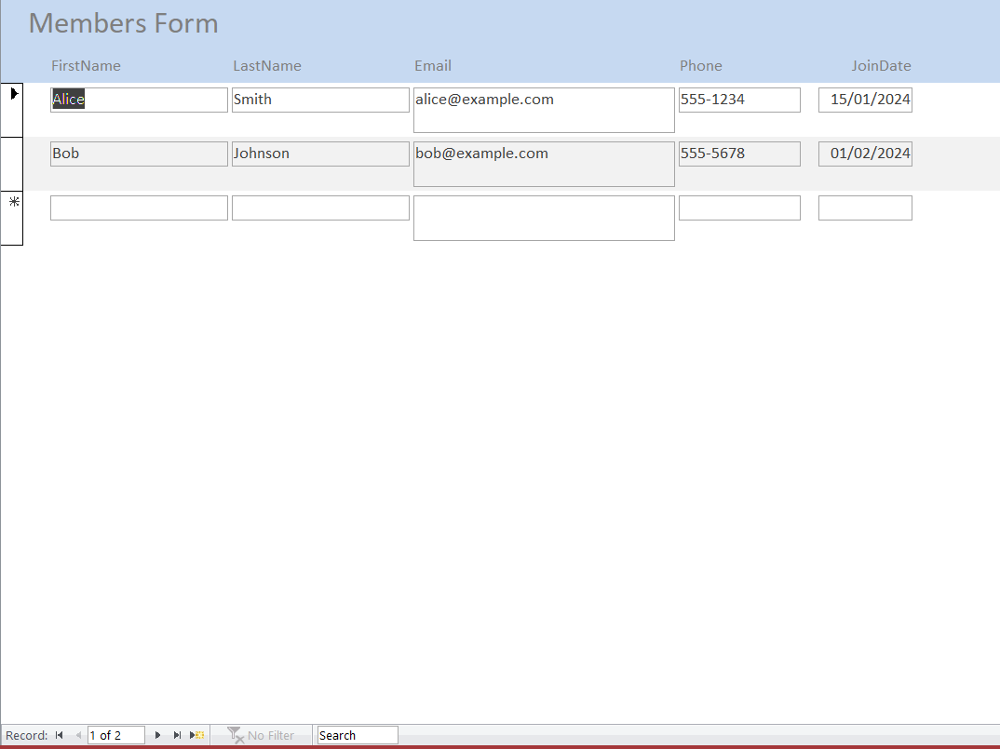 Members Form
FirstName LastName Email Phone JoinDate
Alice Smith alice@example.com 555-1234 15/01/2024
Bob Johnson bob@example.com 555-5678 01/02/2024
Record: 1 of 2 No Filter Search